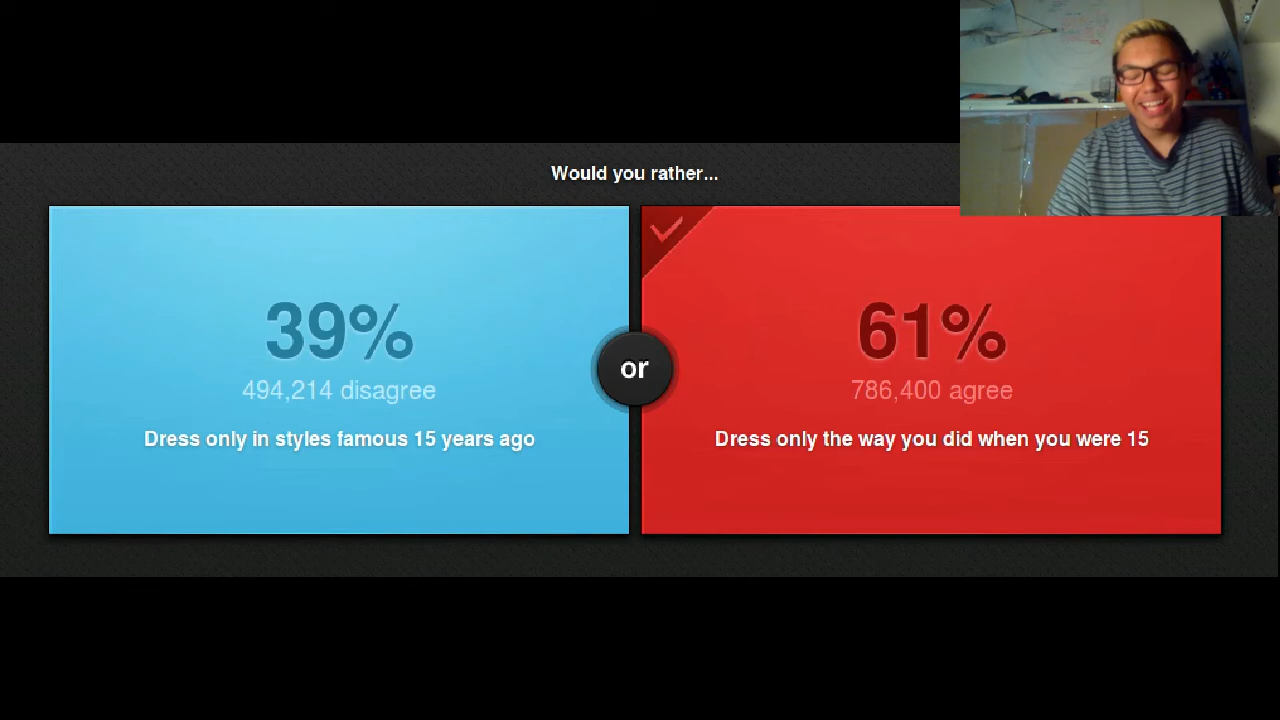 Would you rather...
39%
494,214 disagree
Dress only in styles famous 15 years ago
or
61%
786,400 agree
Dress only the way you did when you were 15